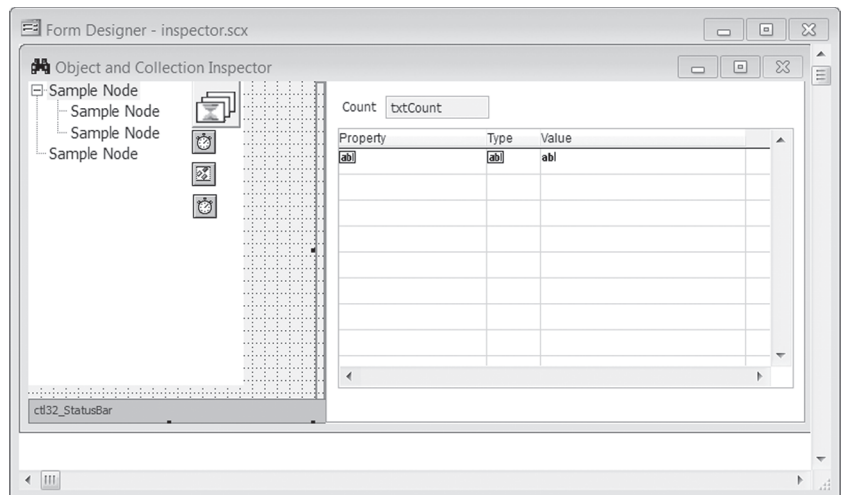 Form Designer - inspector.scx
Object and Collection Inspector
Sample Node
Sample Node
Sample Node
Sample Node
Count txtCount
Property Type Value
abl abl abl
ctl32_StatusBar